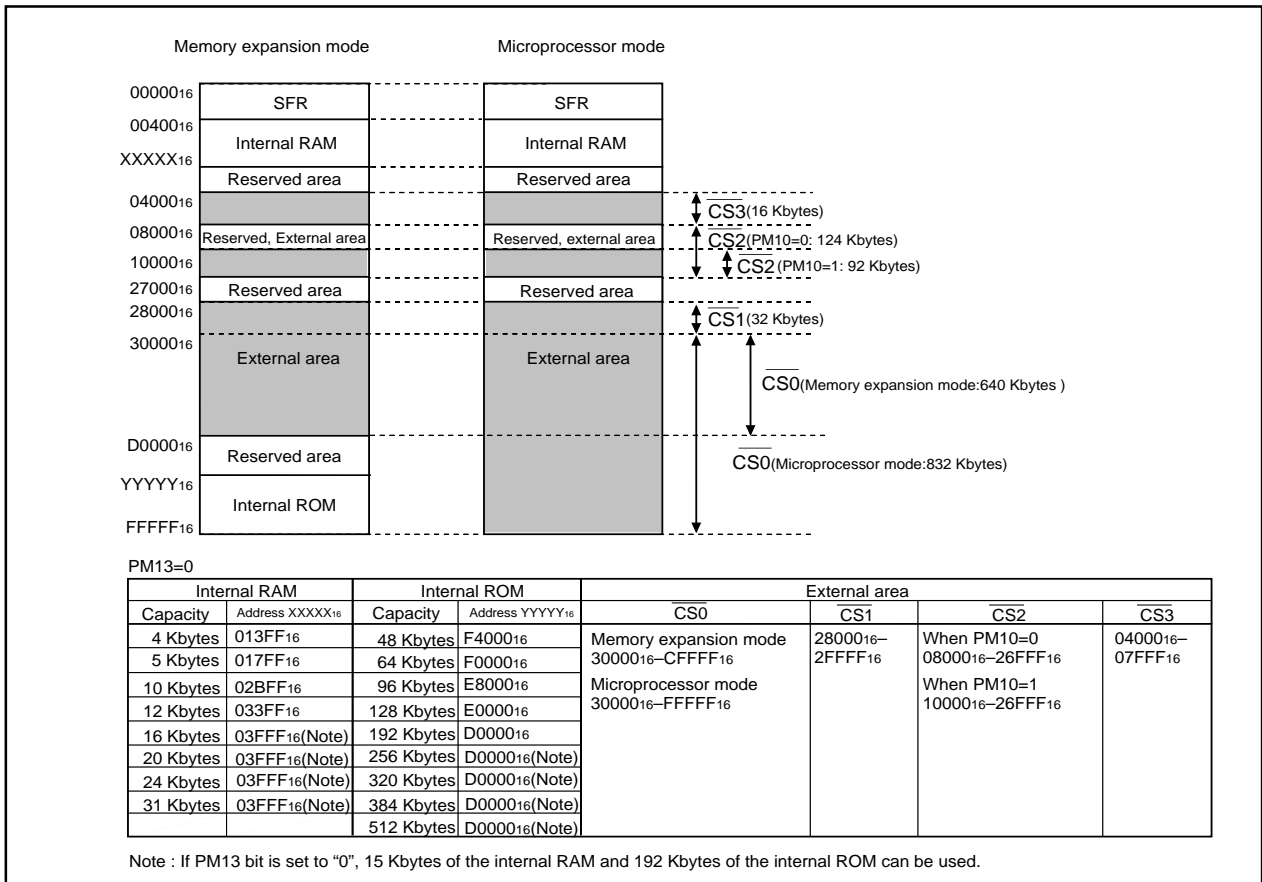 Memory expansion mode Microprocessor mode
00000₁₆ SFR SFR
00400₁₆
Internal RAM Internal RAM
XXXXX₁₆
Reserved area Reserved area
04000₁₆
CS3(16 Kbytes)
08000₁₆ Reserved, External area Reserved, external area CS2(PM10=0: 124 Kbytes)
10000₁₆ CS2 (PM10=1: 92 Kbytes)
27000₁₆ Reserved area Reserved area
28000₁₆
CS1(32 Kbytes)
30000₁₆
External area External area
CS0(Memory expansion mode:640 Kbytes )
D0000₁₆
Reserved area
CS0(Microprocessor mode:832 Kbytes)
YYYYY₁₆
Internal ROM
FFFFF₁₆
PM13=0
Internal RAM Internal ROM External area
Capacity Address XXXXX₁₆ Capacity Address YYYYY₁₆ CS0 CS1 CS2 CS3
4 Kbytes 013FF₁₆ 48 Kbytes F4000₁₆ Memory expansion mode 28000₁₆– When PM10=0 04000₁₆–
5 Kbytes 017FF₁₆ 64 Kbytes F0000₁₆ 30000₁₆–CFFFF₁₆ 2FFFF₁₆ 08000₁₆–26FFF₁₆ 07FFF₁₆
10 Kbytes 02BFF₁₆ 96 Kbytes E8000₁₆ Microprocessor mode When PM10=1
12 Kbytes 033FF₁₆ 128 Kbytes E0000₁₆ 30000₁₆–FFFFF₁₆ 10000₁₆–26FFF₁₆
16 Kbytes 03FFF₁₆(Note) 192 Kbytes D0000₁₆
20 Kbytes 03FFF₁₆(Note) 256 Kbytes D0000₁₆(Note)
24 Kbytes 03FFF₁₆(Note) 320 Kbytes D0000₁₆(Note)
31 Kbytes 03FFF₁₆(Note) 384 Kbytes D0000₁₆(Note)
512 Kbytes D0000₁₆(Note)
Note : If PM13 bit is set to “0”, 15 Kbytes of the internal RAM and 192 Kbytes of the internal ROM can be used.